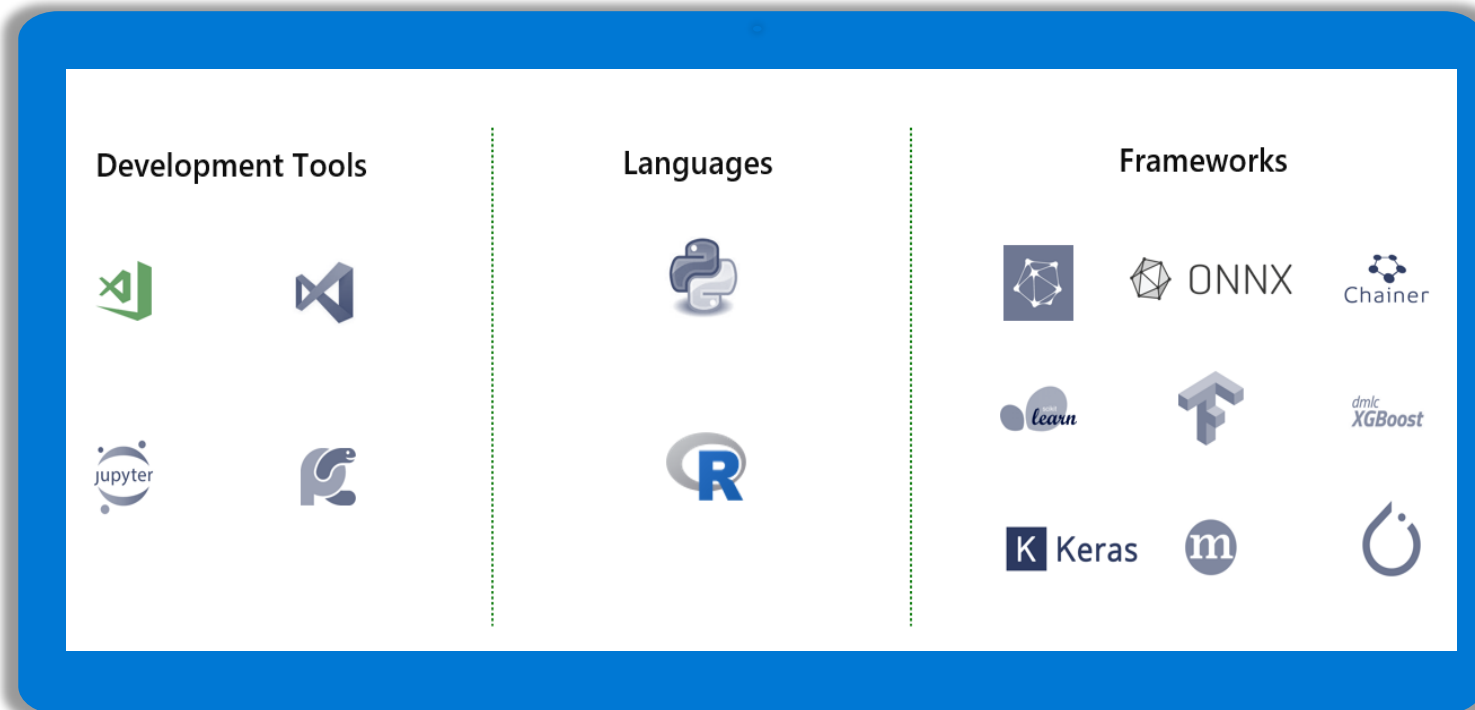 Development Tools
Languages
Frameworks
ONNX
Chainer
learn
dmlc
XGBoost
jupyter
R
K Keras
m